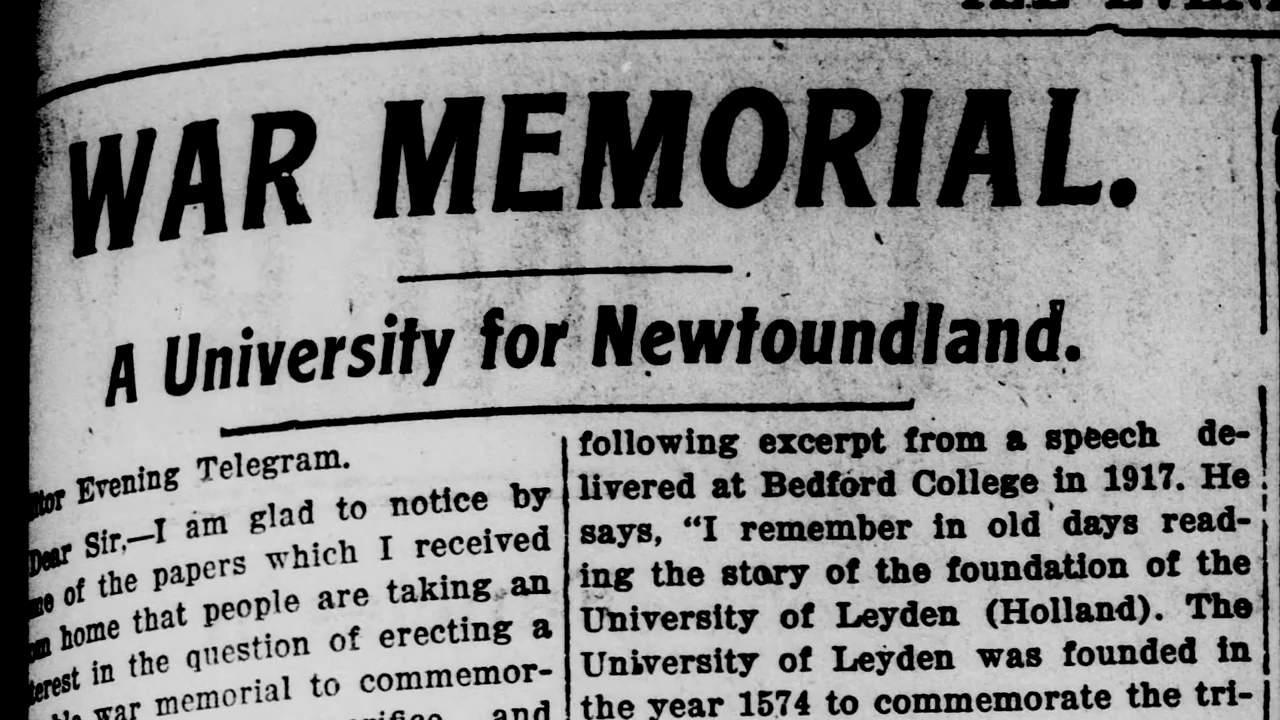 WAR MEMORIAL.
A University for Newfoundland.
Evening Telegram.
Dear Sir,—I am glad to notice by
of the papers which I received
home that people are taking an
in the question of erecting a
war memorial to commemor-
and
following excerpt from a speech de-
livered at Bedford College in 1917. He
says, "I remember in old days read-
ing the story of the foundation of the
University of Leyden (Holland). The
University of Leyden was founded in
the year 1574 to commemorate the tri-